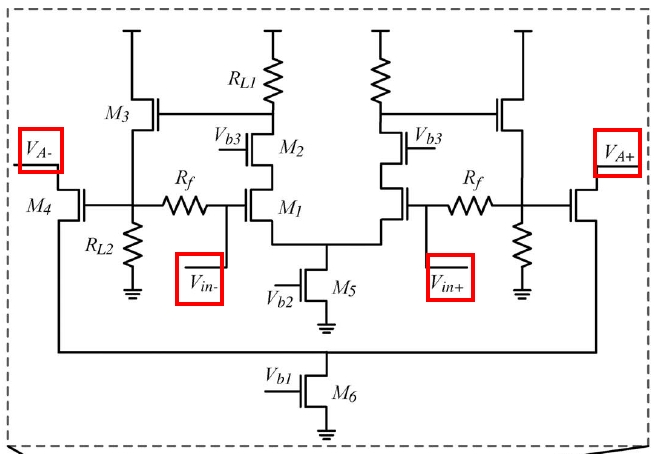 R_{L1}
M_3
V_{b3}
M_2
V_{b3}
V_{A-}
V_{A+}
R_f
R_f
M_4
M_1
R_{L2}
V_{in-}
V_{in+}
V_{b2}
M_5
V_{b1}
M_6